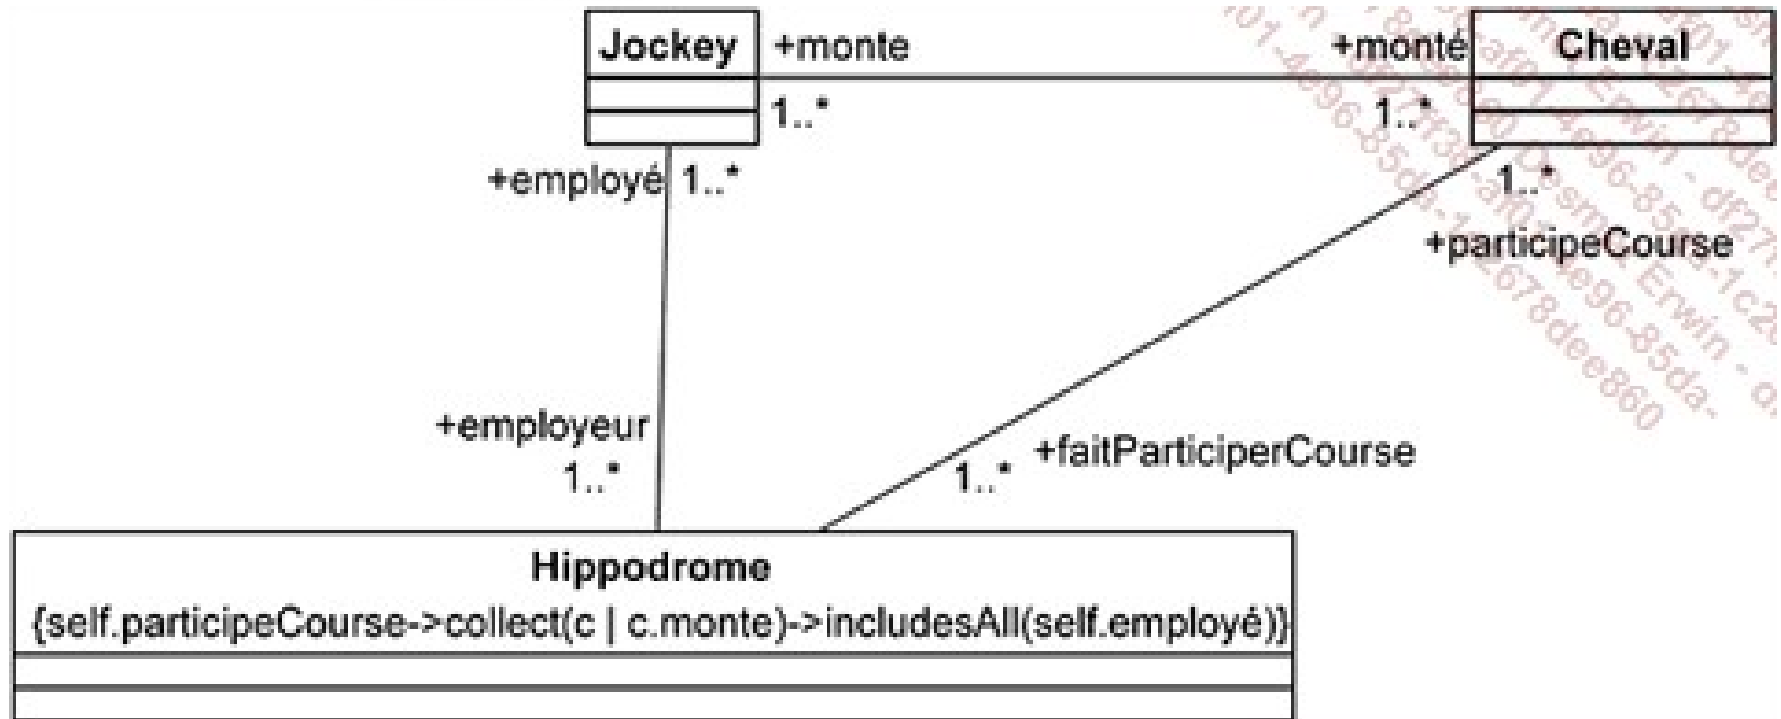 Jockey
+monte
1..*
+monté
1..*
Cheval
+employé
1..*
1..*
+participeCourse
+employeur
1..*
+faitParticiperCourse
1..*
Hippodrome
{self.participeCourse->collect(c | c.monte)->includesAll(self.employé)}